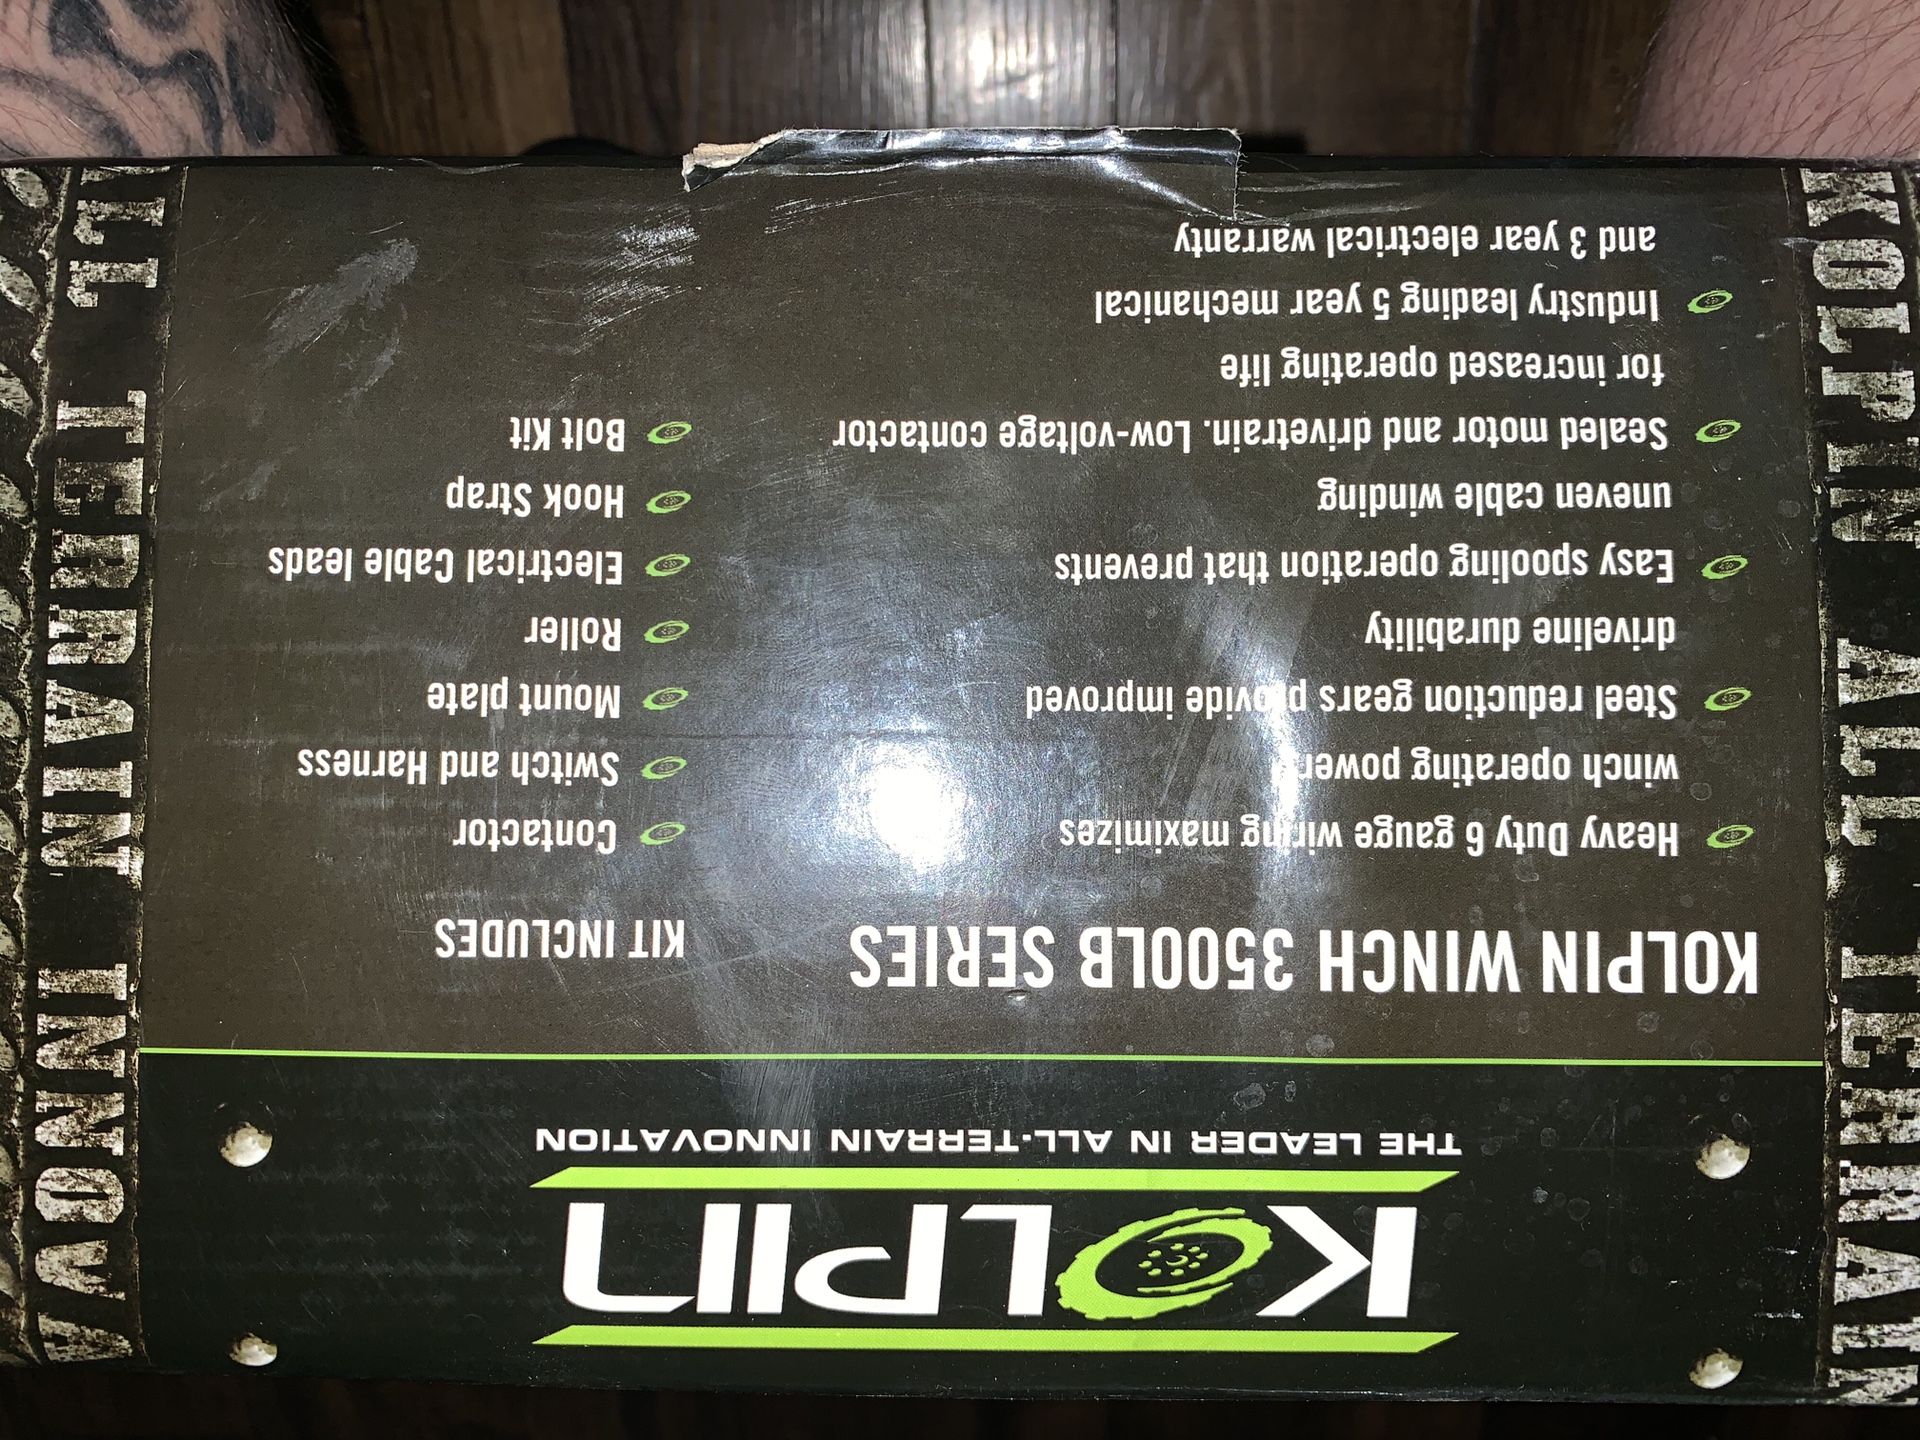 KOLPIN
THE LEADER IN ALL-TERRAIN INNOVATION
KOLPIN WINCH 3500LB SERIES
Heavy Duty 6 gauge wiring maximizes
winch operating power
Steel reduction gears provide improved
driveline durability
Easy spooling operation that prevents
uneven cable winding
Sealed motor and drivetrain. Low-voltage contactor
for increased operating life
Industry leading 5 year mechanical
and 3 year electrical warranty
KIT INCLUDES
Contactor
Switch and Harness
Mount plate
Roller
Electrical Cable leads
Hook Strap
Bolt Kit
KOLPIN ALL TERRAIN
ALL TERRAIN INNOVA